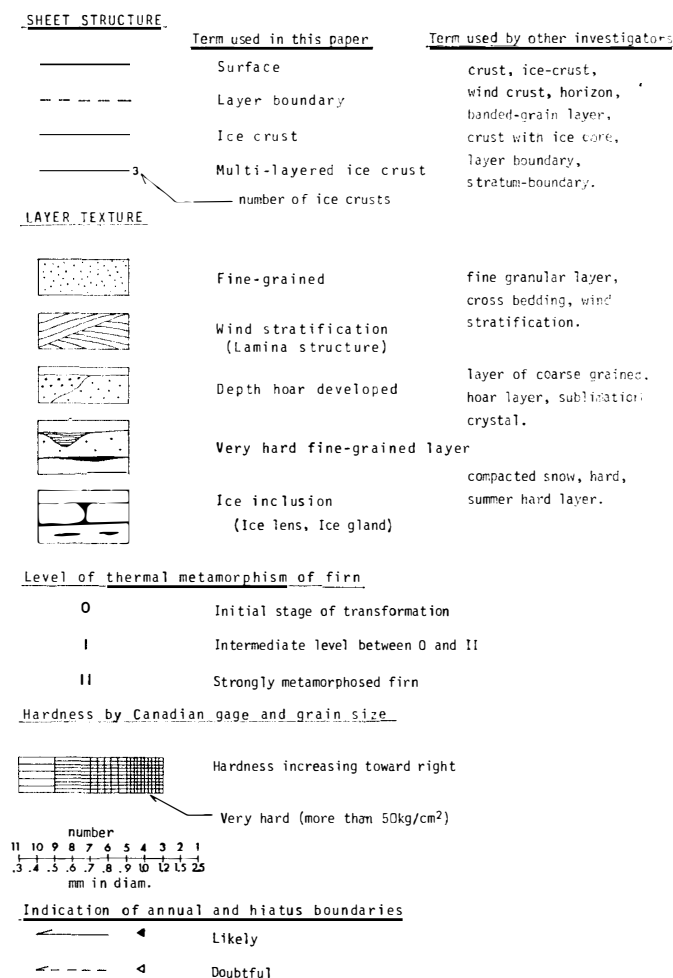 SHEET STRUCTURE
Term used in this paper
Term used by other investigators
Surface
Layer boundary
Ice crust
Multi-layered ice crust
3
number of ice crusts
crust, ice-crust,
wind crust, horizon,
banded-grain layer,
crust with ice core,
layer boundary,
stratum-boundary.
LAYER TEXTURE
Fine-grained
Wind stratification
(Lamina structure)
Depth hoar developed
Very hard fine-grained layer
Ice inclusion
(Ice lens, Ice gland)
fine granular layer,
cross bedding, wind
stratification.
layer of coarse grained,
hoar layer, sublimation
crystal.
compacted snow, hard,
summer hard layer.
Level of thermal metamorphism of firn
O Initial stage of transformation
I Intermediate level between O and II
II Strongly metamorphosed firn
Hardness by Canadian gage and grain size
Hardness increasing toward right
Very hard (more than 50kg/cm²)
number
11 10 9 8 7 6 5 4 3 2 1
.3 .4 .5 .6 .7 .8 .9 1.0 1.2 1.5 2.5
mm in diam.
Indication of annual and hiatus boundaries
Likely
Doubtful